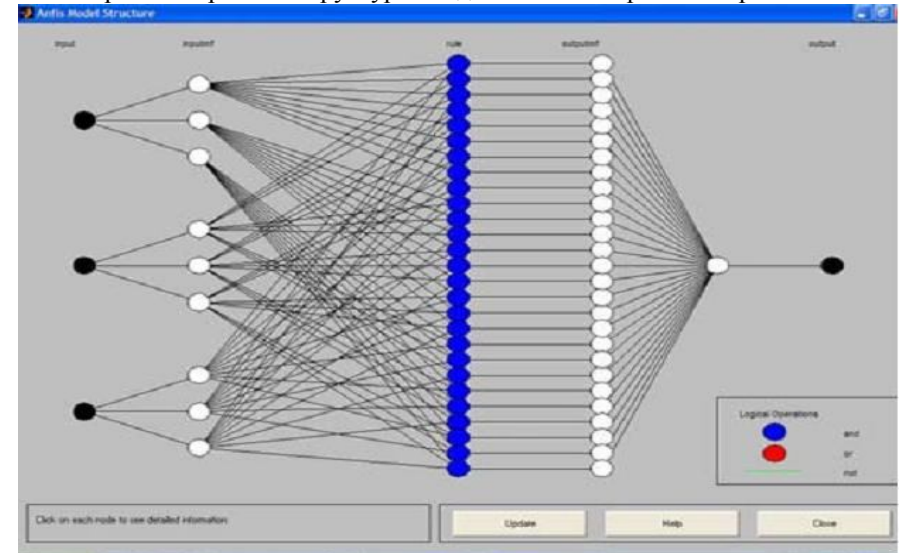 Anfis Model Structure
input inputmf rule outputmf output
Logical Operations
and
or
not
Click on each node to see detailed information
Update Help Close